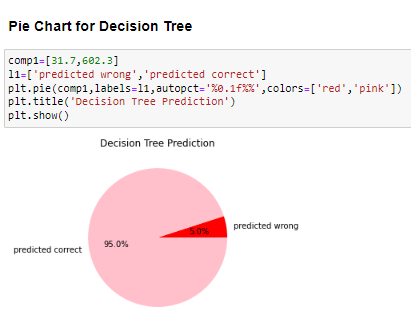 Pie Chart for Decision Tree
comp1=[31.7,602.3]
l1=['predicted wrong','predicted correct']
plt.pie(comp1,labels=l1,autopct='%0.1f%%',colors=['red','pink'])
plt.title('Decision Tree Prediction')
plt.show()
Decision Tree Prediction
predicted wrong
5.0%
95.0%
predicted correct